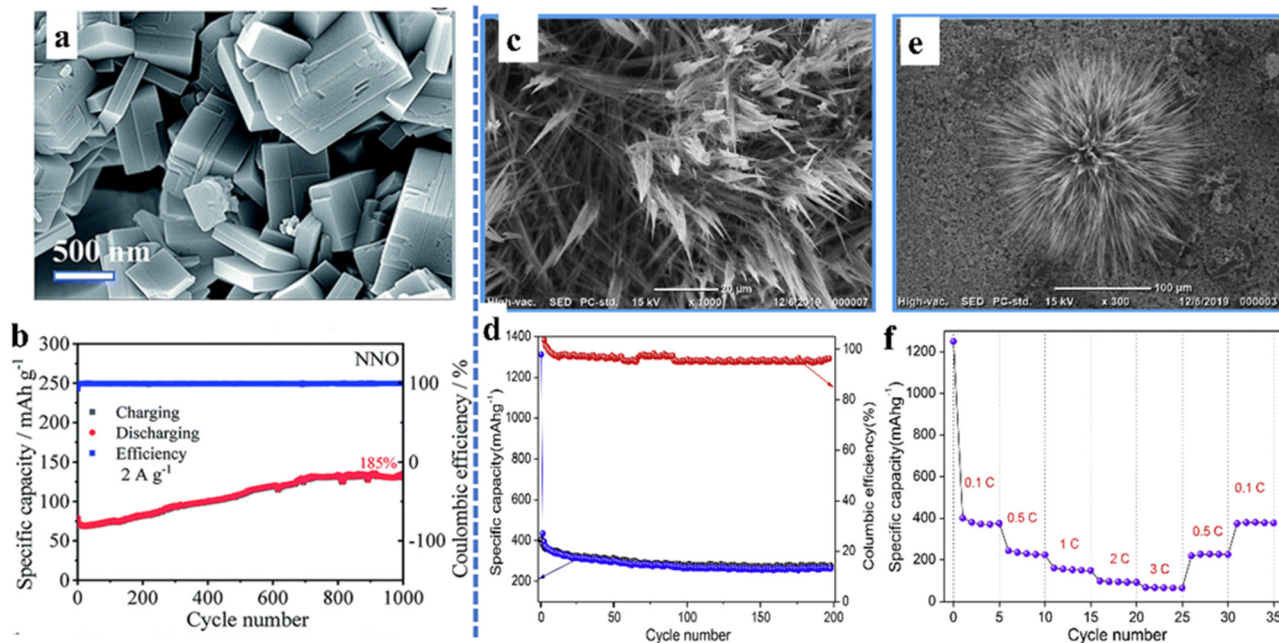 a
500 nm
b
NNO
300
250
200
150
100
75
50
25
0
Specific capacity / mAh g⁻¹
Charging
Discharging
Efficiency
2 A g⁻¹
185%
100
0
-100
Coulombic efficiency / %
0 200 400 600 800 1000
Cycle number
c
20 μm
High-vac. SED PC-std. 15 kV x 1000 12/6/2019 000007
d
1400
1200
1000
800
600
400
200
Specific capacity(mAhg⁻¹)
100
80
60
40
20
0
Columbic efficiency(%)
0 50 75 100 125 150 175 200
Cycle number
e
100 μm
High-vac. SED PC-std. 15 kV x 300 12/6/2019 000003
f
1200
1000
800
600
400
200
0
Specific capacity(mAhg⁻¹)
0.1 C
0.5 C
1 C
2 C
3 C
0.5 C
0.1 C
0 5 10 15 20 25 30 35
Cycle number